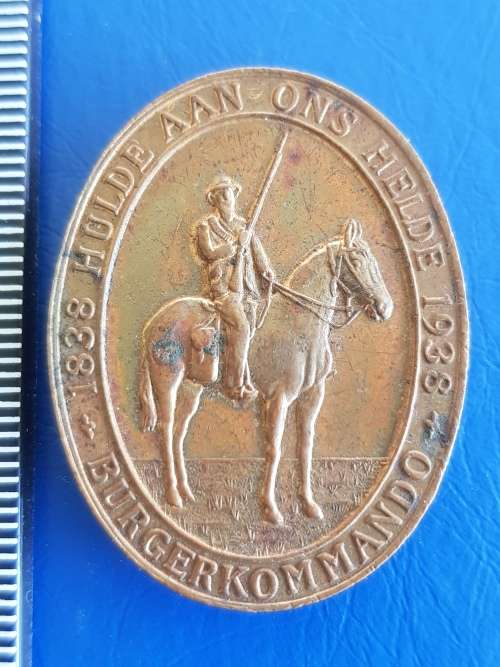 1838 HULDE AAN ONS HELDE 1938
BURGERKOMMANDO